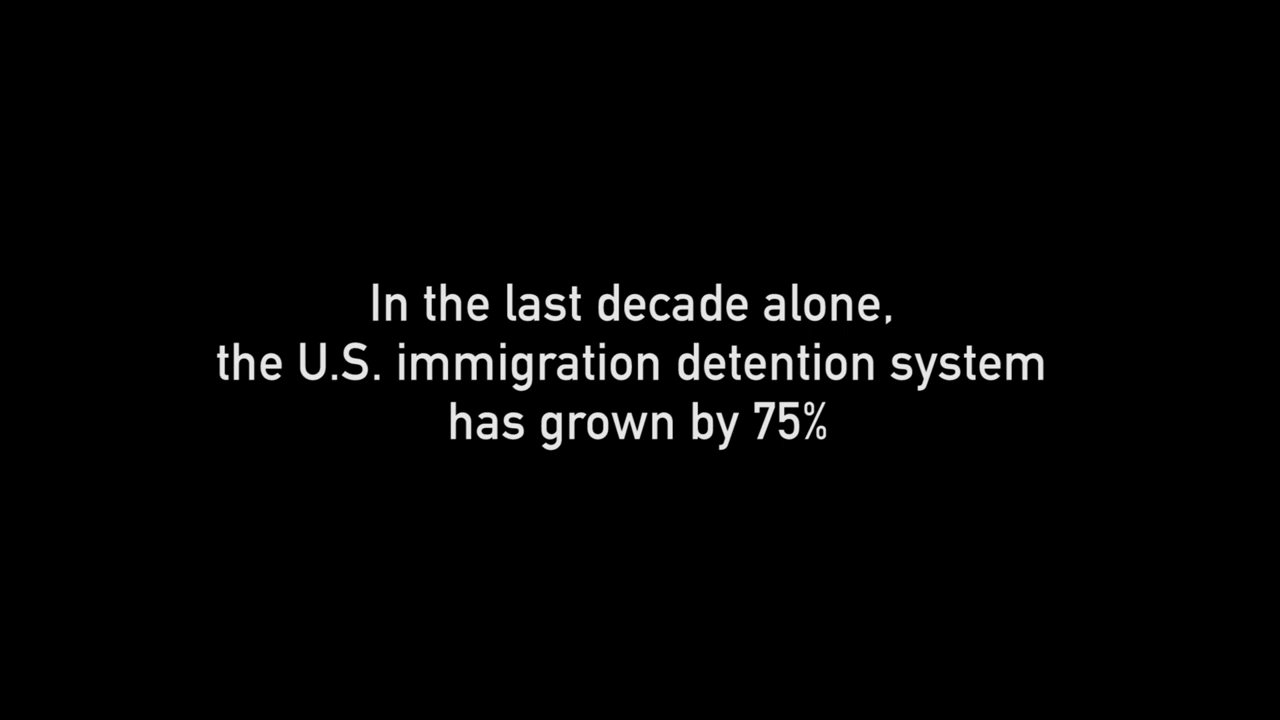 In the last decade alone,
the U.S. immigration detention system
has grown by 75%